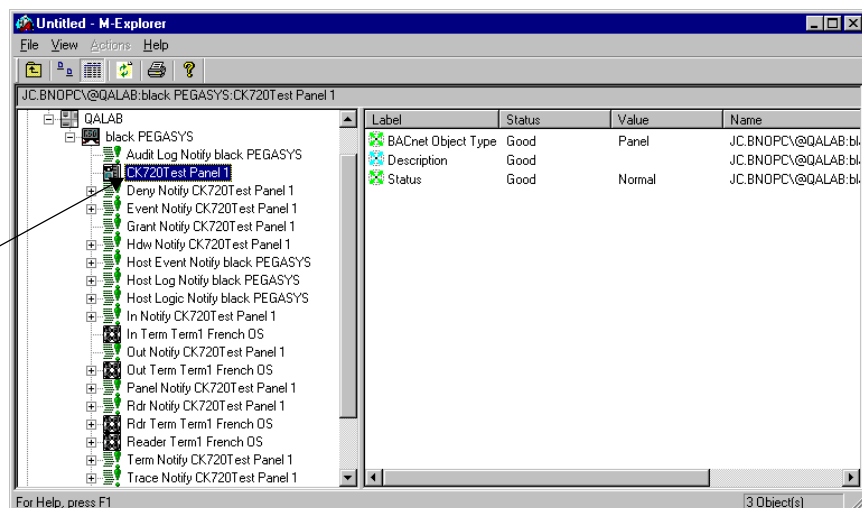 Untitled - M-Explorer
File View Actions Help
JC.BNOPC\@QALAB:black PEGASYS:CK720Test Panel 1
QALAB
black PEGASYS
Audit Log Notify black PEGASYS
CK720Test Panel 1
Deny Notify CK720Test Panel 1
Event Notify CK720Test Panel 1
Grant Notify CK720Test Panel 1
Hdw Notify CK720Test Panel 1
Host Event Notify black PEGASYS
Host Log Notify black PEGASYS
Host Logic Notify black PEGASYS
In Notify CK720Test Panel 1
In Term Term1 French OS
Out Notify CK720Test Panel 1
Out Term Term1 French OS
Panel Notify CK720Test Panel 1
Rdr Notify CK720Test Panel 1
Rdr Term Term1 French OS
Reader Term1 French OS
Term Notify CK720Test Panel 1
Trace Notify CK720Test Panel 1
Label Status Value Name
BACnet Object Type Good Panel JC.BNOPC\@QALAB:bl
Description Good JC.BNOPC\@QALAB:bl
Status Good Normal JC.BNOPC\@QALAB:bl
For Help, press F1 3 Object(s)